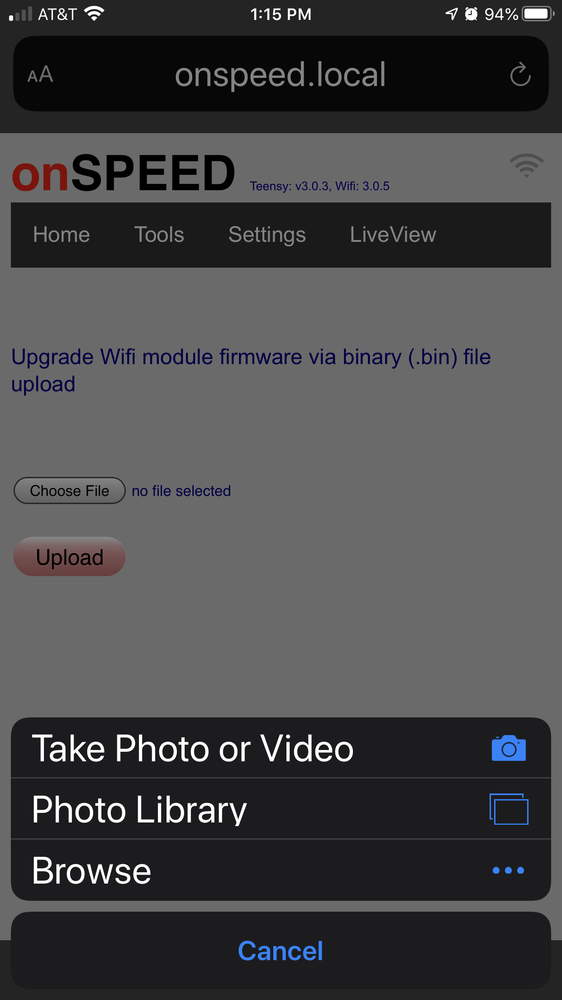 AT&T 1:15 PM 94%
AA onspeed.local
onSPEED Teensy: v3.0.3, Wifi: 3.0.5
Home Tools Settings LiveView
Upgrade Wifi module firmware via binary (.bin) file
upload
Choose File no file selected
Upload
Take Photo or Video
Photo Library
Browse
Cancel